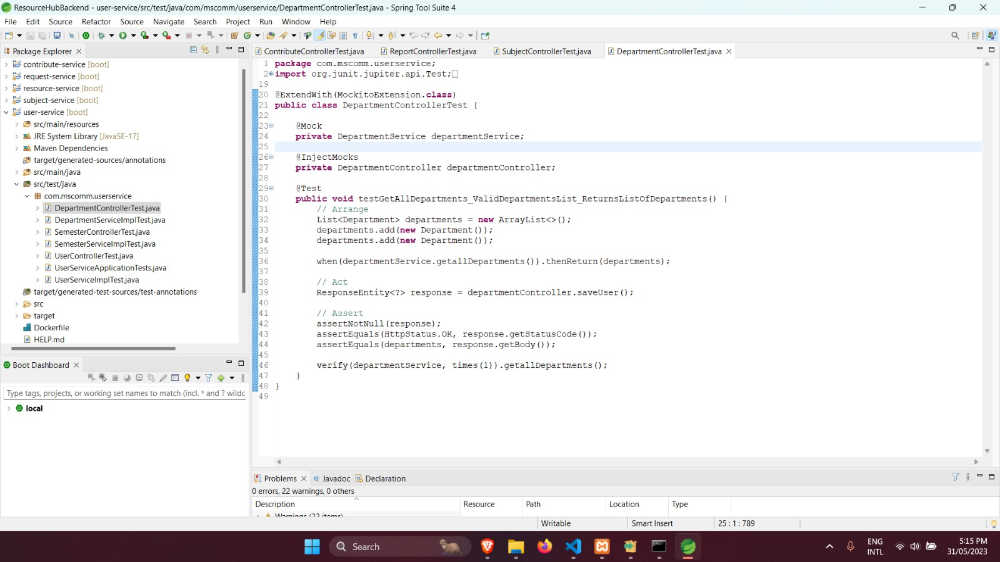 ResourceHubBackend - user-service/src/test/java/com/mscomm/userservice/DepartmentControllerTest.java - Spring Tool Suite 4
File Edit Source Refactor Source Navigate Search Project Run Window Help
Package Explorer
contribute-service [boot]
request-service [boot]
resource-service [boot]
subject-service [boot]
user-service [boot]
src/main/resources
JRE System Library [JavaSE-17]
Maven Dependencies
target/generated-sources/annotations
src/main/java
src/test/java
com.mscomm.userservice
DepartmentControllerTest.java
DepartmentServiceImplTest.java
SemesterControllerTest.java
SemesterServiceImplTest.java
UserControllerTest.java
UserServiceApplicationTests.java
UserServiceImplTest.java
target/generated-test-sources/test-annotations
src
target
Dockerfile
HELP.md
Boot Dashboard
Type tags, projects, or working set names to match (incl. * and ? wildc
local
ContributeControllerTest.java ReportControllerTest.java SubjectControllerTest.java DepartmentControllerTest.java
1 package com.mscomm.userservice;
2 import org.junit.jupiter.api.Test;
19
20 @ExtendWith(MockitoExtension.class)
21 public class DepartmentControllerTest {
22
23 @Mock
24 private DepartmentService departmentService;
25
26 @InjectMocks
27 private DepartmentController departmentController;
28
29 @Test
30 public void testGetAllDepartments_ValidDepartmentsList_ReturnsListOfDepartments() {
31 // Arrange
32 List<Department> departments = new ArrayList<>();
33 departments.add(new Department());
34 departments.add(new Department());
35
36 when(departmentService.getallDepartments()).thenReturn(departments);
37
38 // Act
39 ResponseEntity<?> response = departmentController.saveUser();
40
41 // Assert
42 assertNotNull(response);
43 assertEquals(HttpStatus.OK, response.getStatusCode());
44 assertEquals(departments, response.getBody());
45
46 verify(departmentService, times(1)).getallDepartments();
47 }
48 }
49
Problems @ Javadoc Declaration
0 errors, 22 warnings, 0 others
Description Resource Path Location Type
Warnings (22 items)
Writable Smart Insert 25 : 1 : 789
Search
ENG
INTL
5:15 PM
31/05/2023